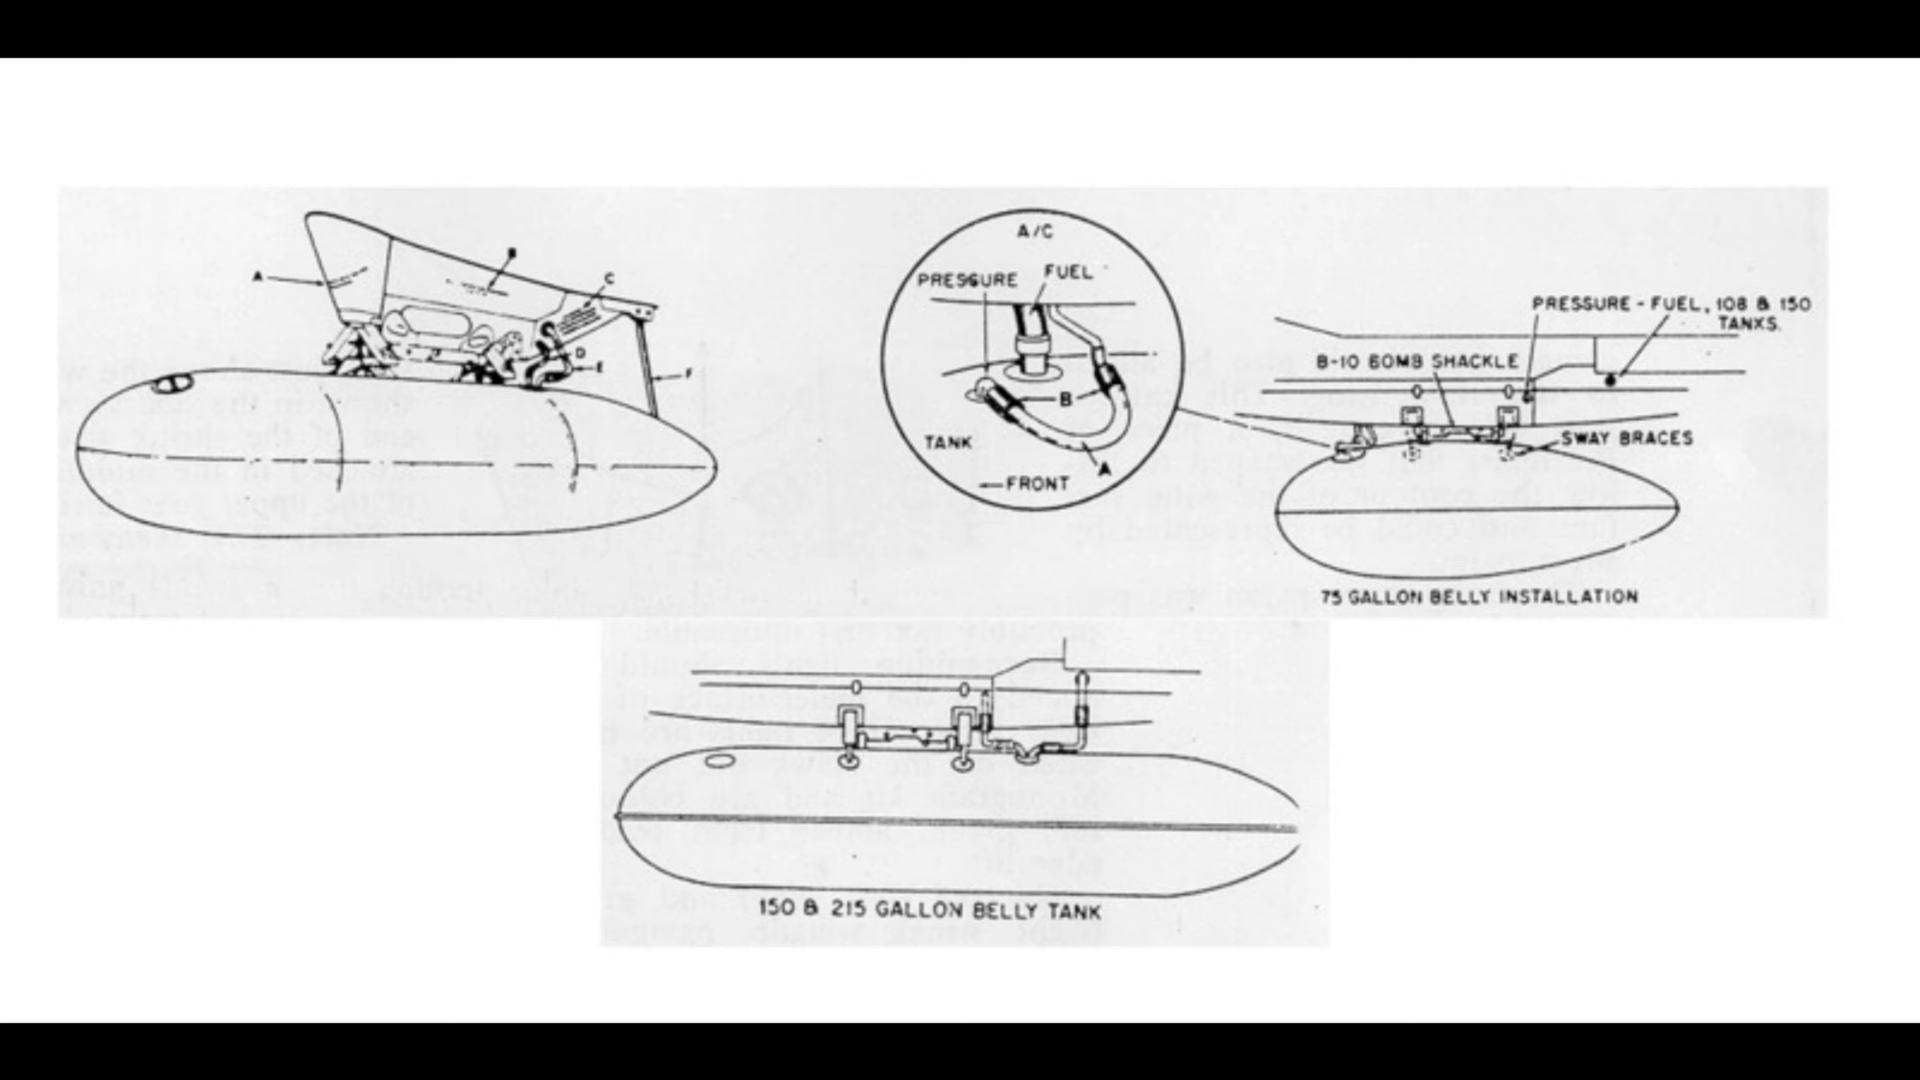 A
B
C
D
E
F
A/C
PRESSURE
FUEL
B
TANK
A
←FRONT
PRESSURE - FUEL, 108 & 150
TANKS.
B-10 BOMB SHACKLE
SWAY BRACES
75 GALLON BELLY INSTALLATION
150 & 215 GALLON BELLY TANK